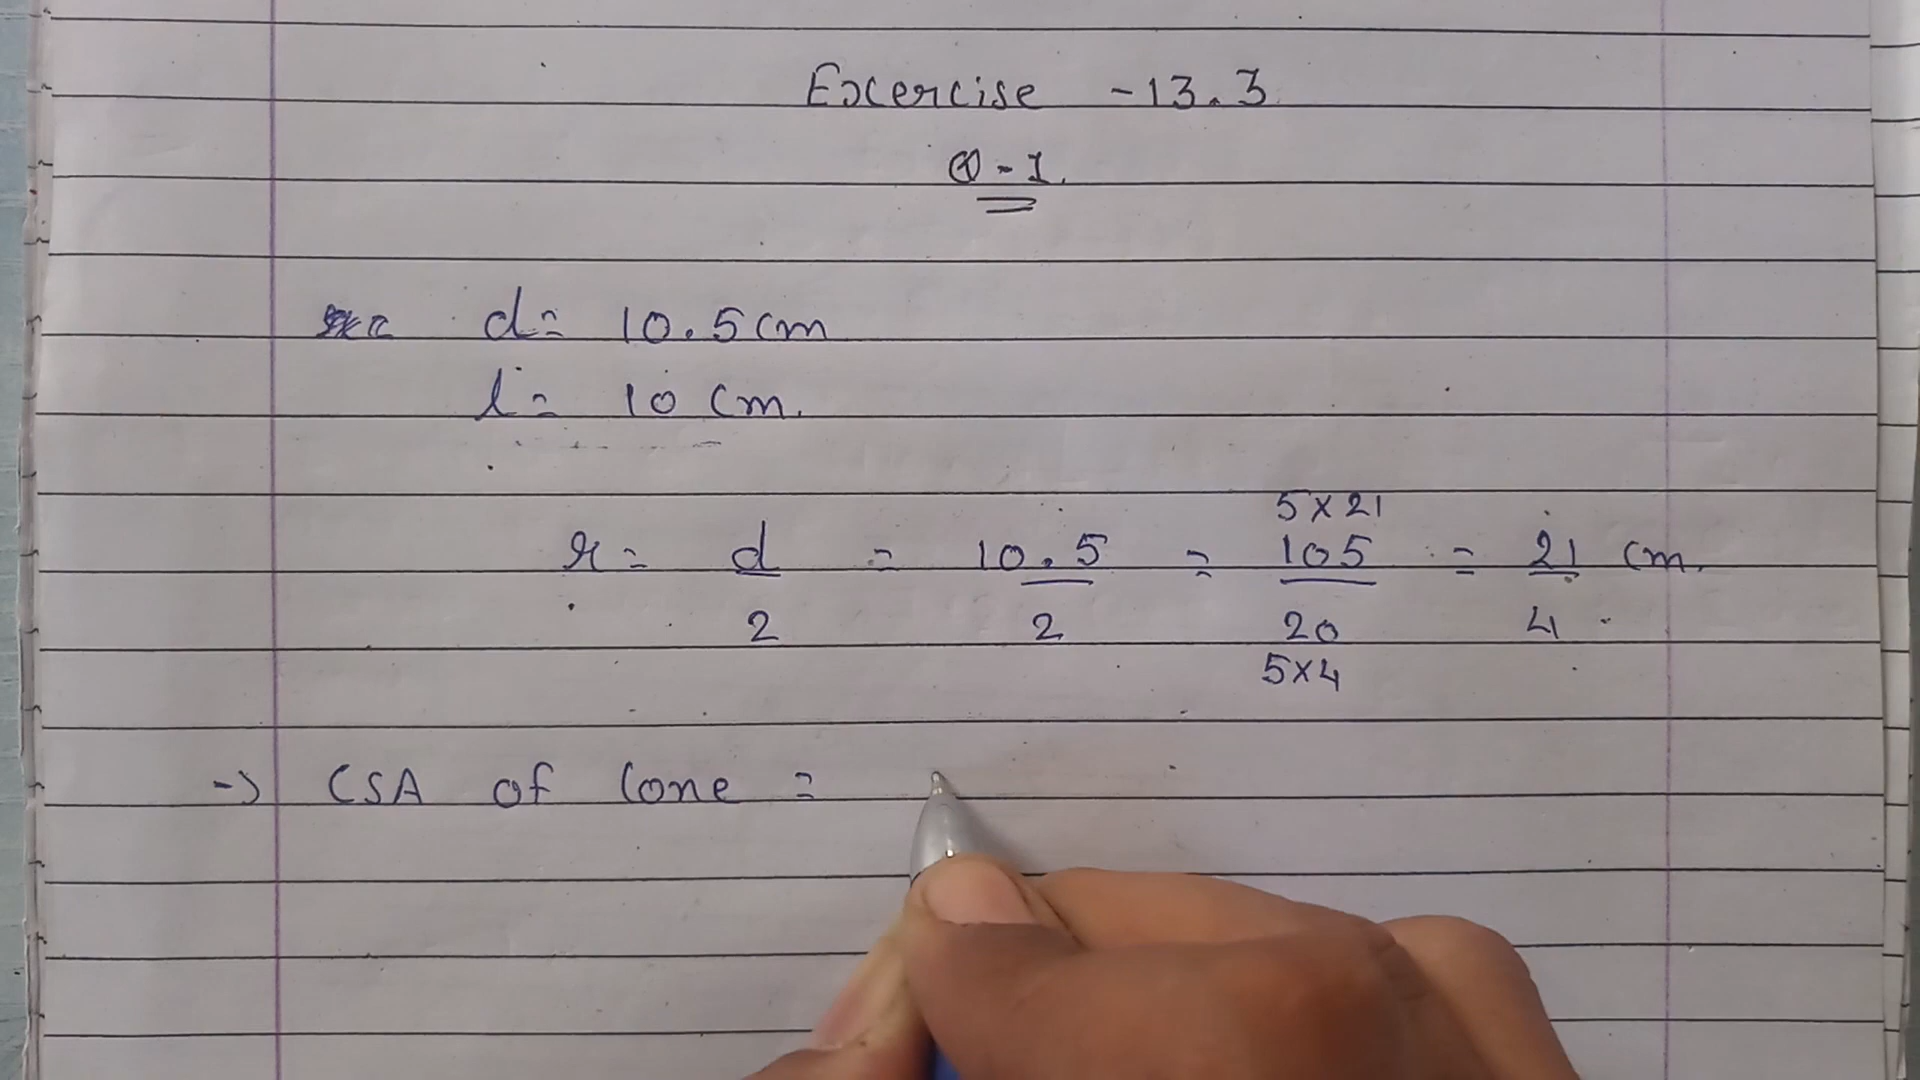 Excercise - 13.3
Q-1.
d = 10.5 cm
l = 10 cm.
5 × 21
r = d = 10.5 = 105 = 21 cm.
2 2 20 4
5×4
-> CSA of Cone =